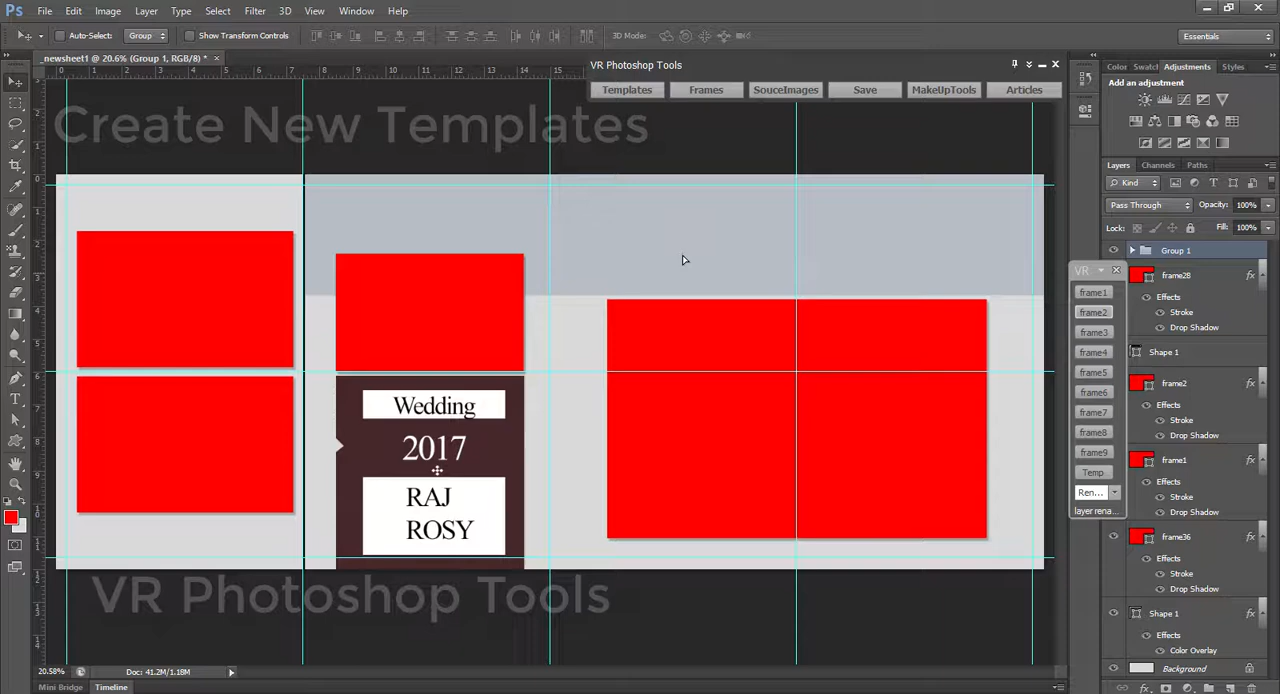 Ps File Edit Image Layer Type Select Filter 3D View Window Help
Auto-Select: Group Show Transform Controls 3D Mode: Essentials
_newsheet1 @ 20.6% (Group 1, RGB/8) * ×
VR Photoshop Tools
Templates Frames SouceImages Save MakeUpTools Articles
Color Swatcl Adjustments Styles
Add an adjustment
Create New Templates
Layers Channels Paths
Kind
Pass Through Opacity: 100%
Lock: Fill: 100%
Group 1
VR
frame28
Effects
Stroke
Drop Shadow
Shape 1
frame2
Effects
Stroke
Drop Shadow
frame1
Effects
Stroke
Drop Shadow
frame36
Effects
Stroke
Drop Shadow
Shape 1
Effects
Color Overlay
Background
frame1
frame2
frame3
frame4
frame5
frame6
frame7
frame8
frame9
Temp
Ren...
layer rena...
Wedding
2017
RAJ
ROSY
VR Photoshop Tools
20.58% Doc: 41.2M/1.18M
Mini Bridge Timeline